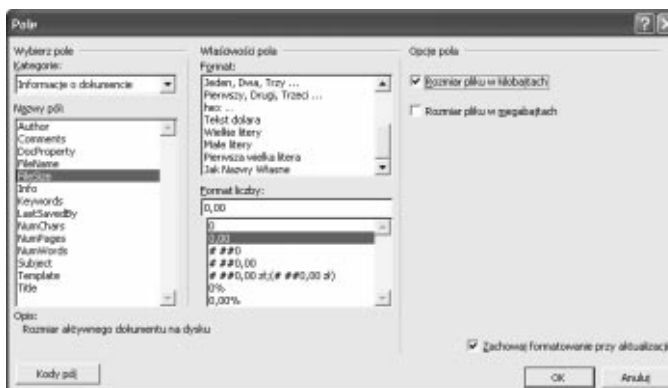 Pole
Wybierz pole
Kategorie:
Informacje o dokumencie
Nazwy pól:
Author
Comments
DocProperty
FileName
FileSize
Info
Keywords
LastSavedBy
NumChars
NumPages
NumWords
Subject
Template
Title
Opis:
Rozmiar aktywnego dokumentu na dysku
Kody pól
Właściwości pola
Format:
Jeden, Dwa, Trzy ...
Pierwszy, Drugi, Trzeci ...
hex ...
Tekst dolara
Wielkie litery
Małe litery
Pierwsza wielka litera
Jak Nazwy Własne
Format liczby:
0,00
0
0,00
# ##0
# ##0,00
# ##0,00 zł;(# ##0,00 zł)
0%
0,00%
Opcje pola
Rozmiar pliku w kilobajtach
Rozmiar pliku w megabajtach
Zachowaj formatowanie przy aktualizacji
OK
Anuluj